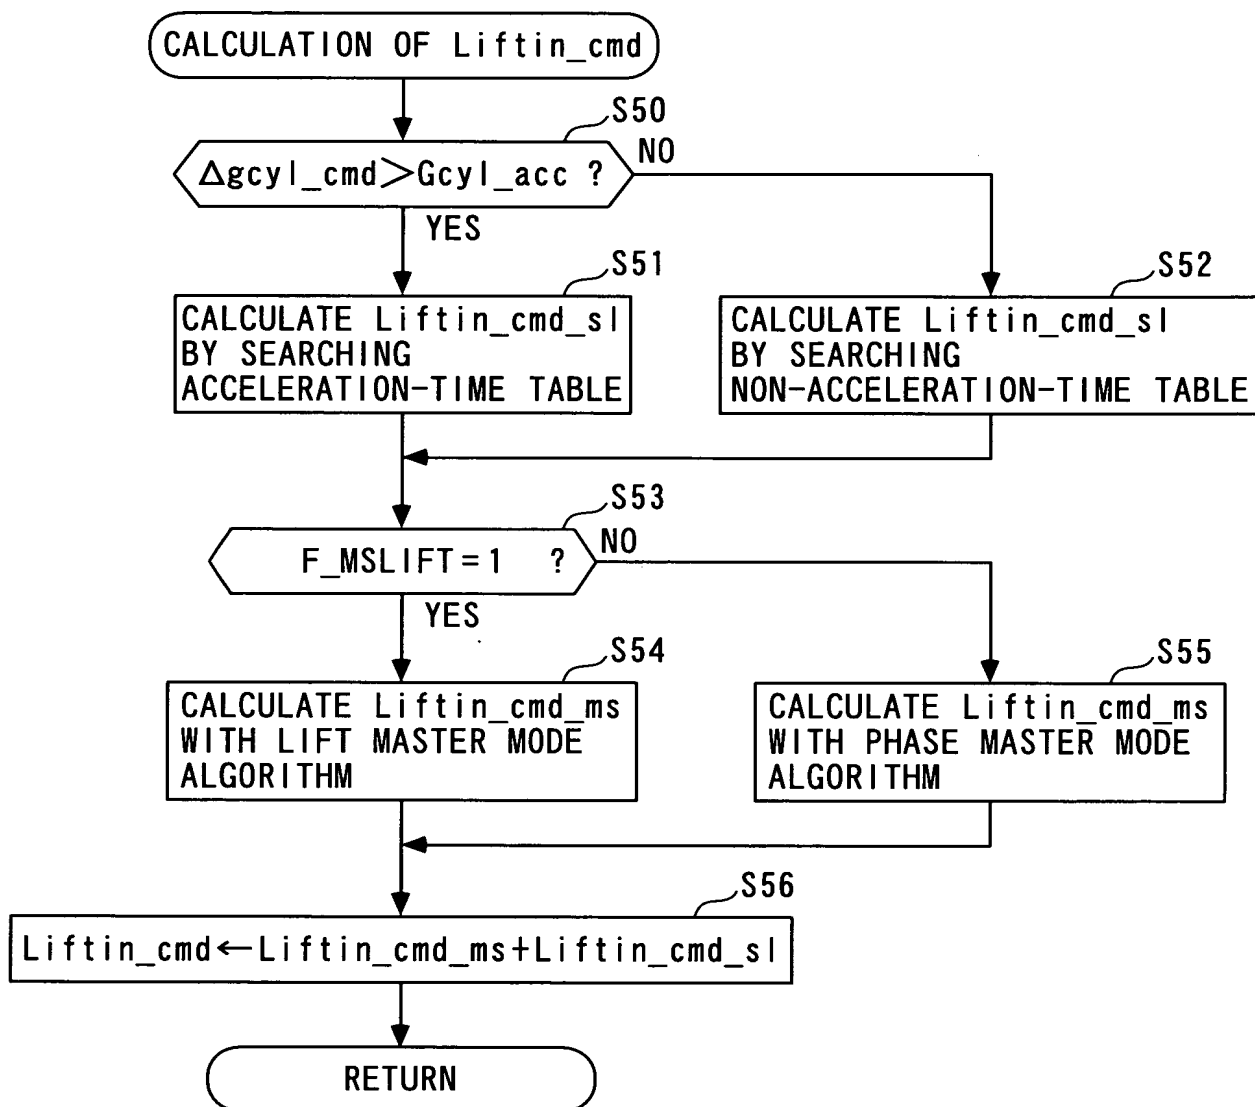 CALCULATION OF Liftin_cmd
S50
Δgcyl_cmd>Gcyl_acc ?
NO
YES
S51
CALCULATE Liftin_cmd_sl
BY SEARCHING
ACCELERATION-TIME TABLE
S52
CALCULATE Liftin_cmd_sl
BY SEARCHING
NON-ACCELERATION-TIME TABLE
S53
F_MSLIFT=1 ?
NO
YES
S54
CALCULATE Liftin_cmd_ms
WITH LIFT MASTER MODE
ALGORITHM
S55
CALCULATE Liftin_cmd_ms
WITH PHASE MASTER MODE
ALGORITHM
S56
Liftin_cmd←Liftin_cmd_ms+Liftin_cmd_sl
RETURN